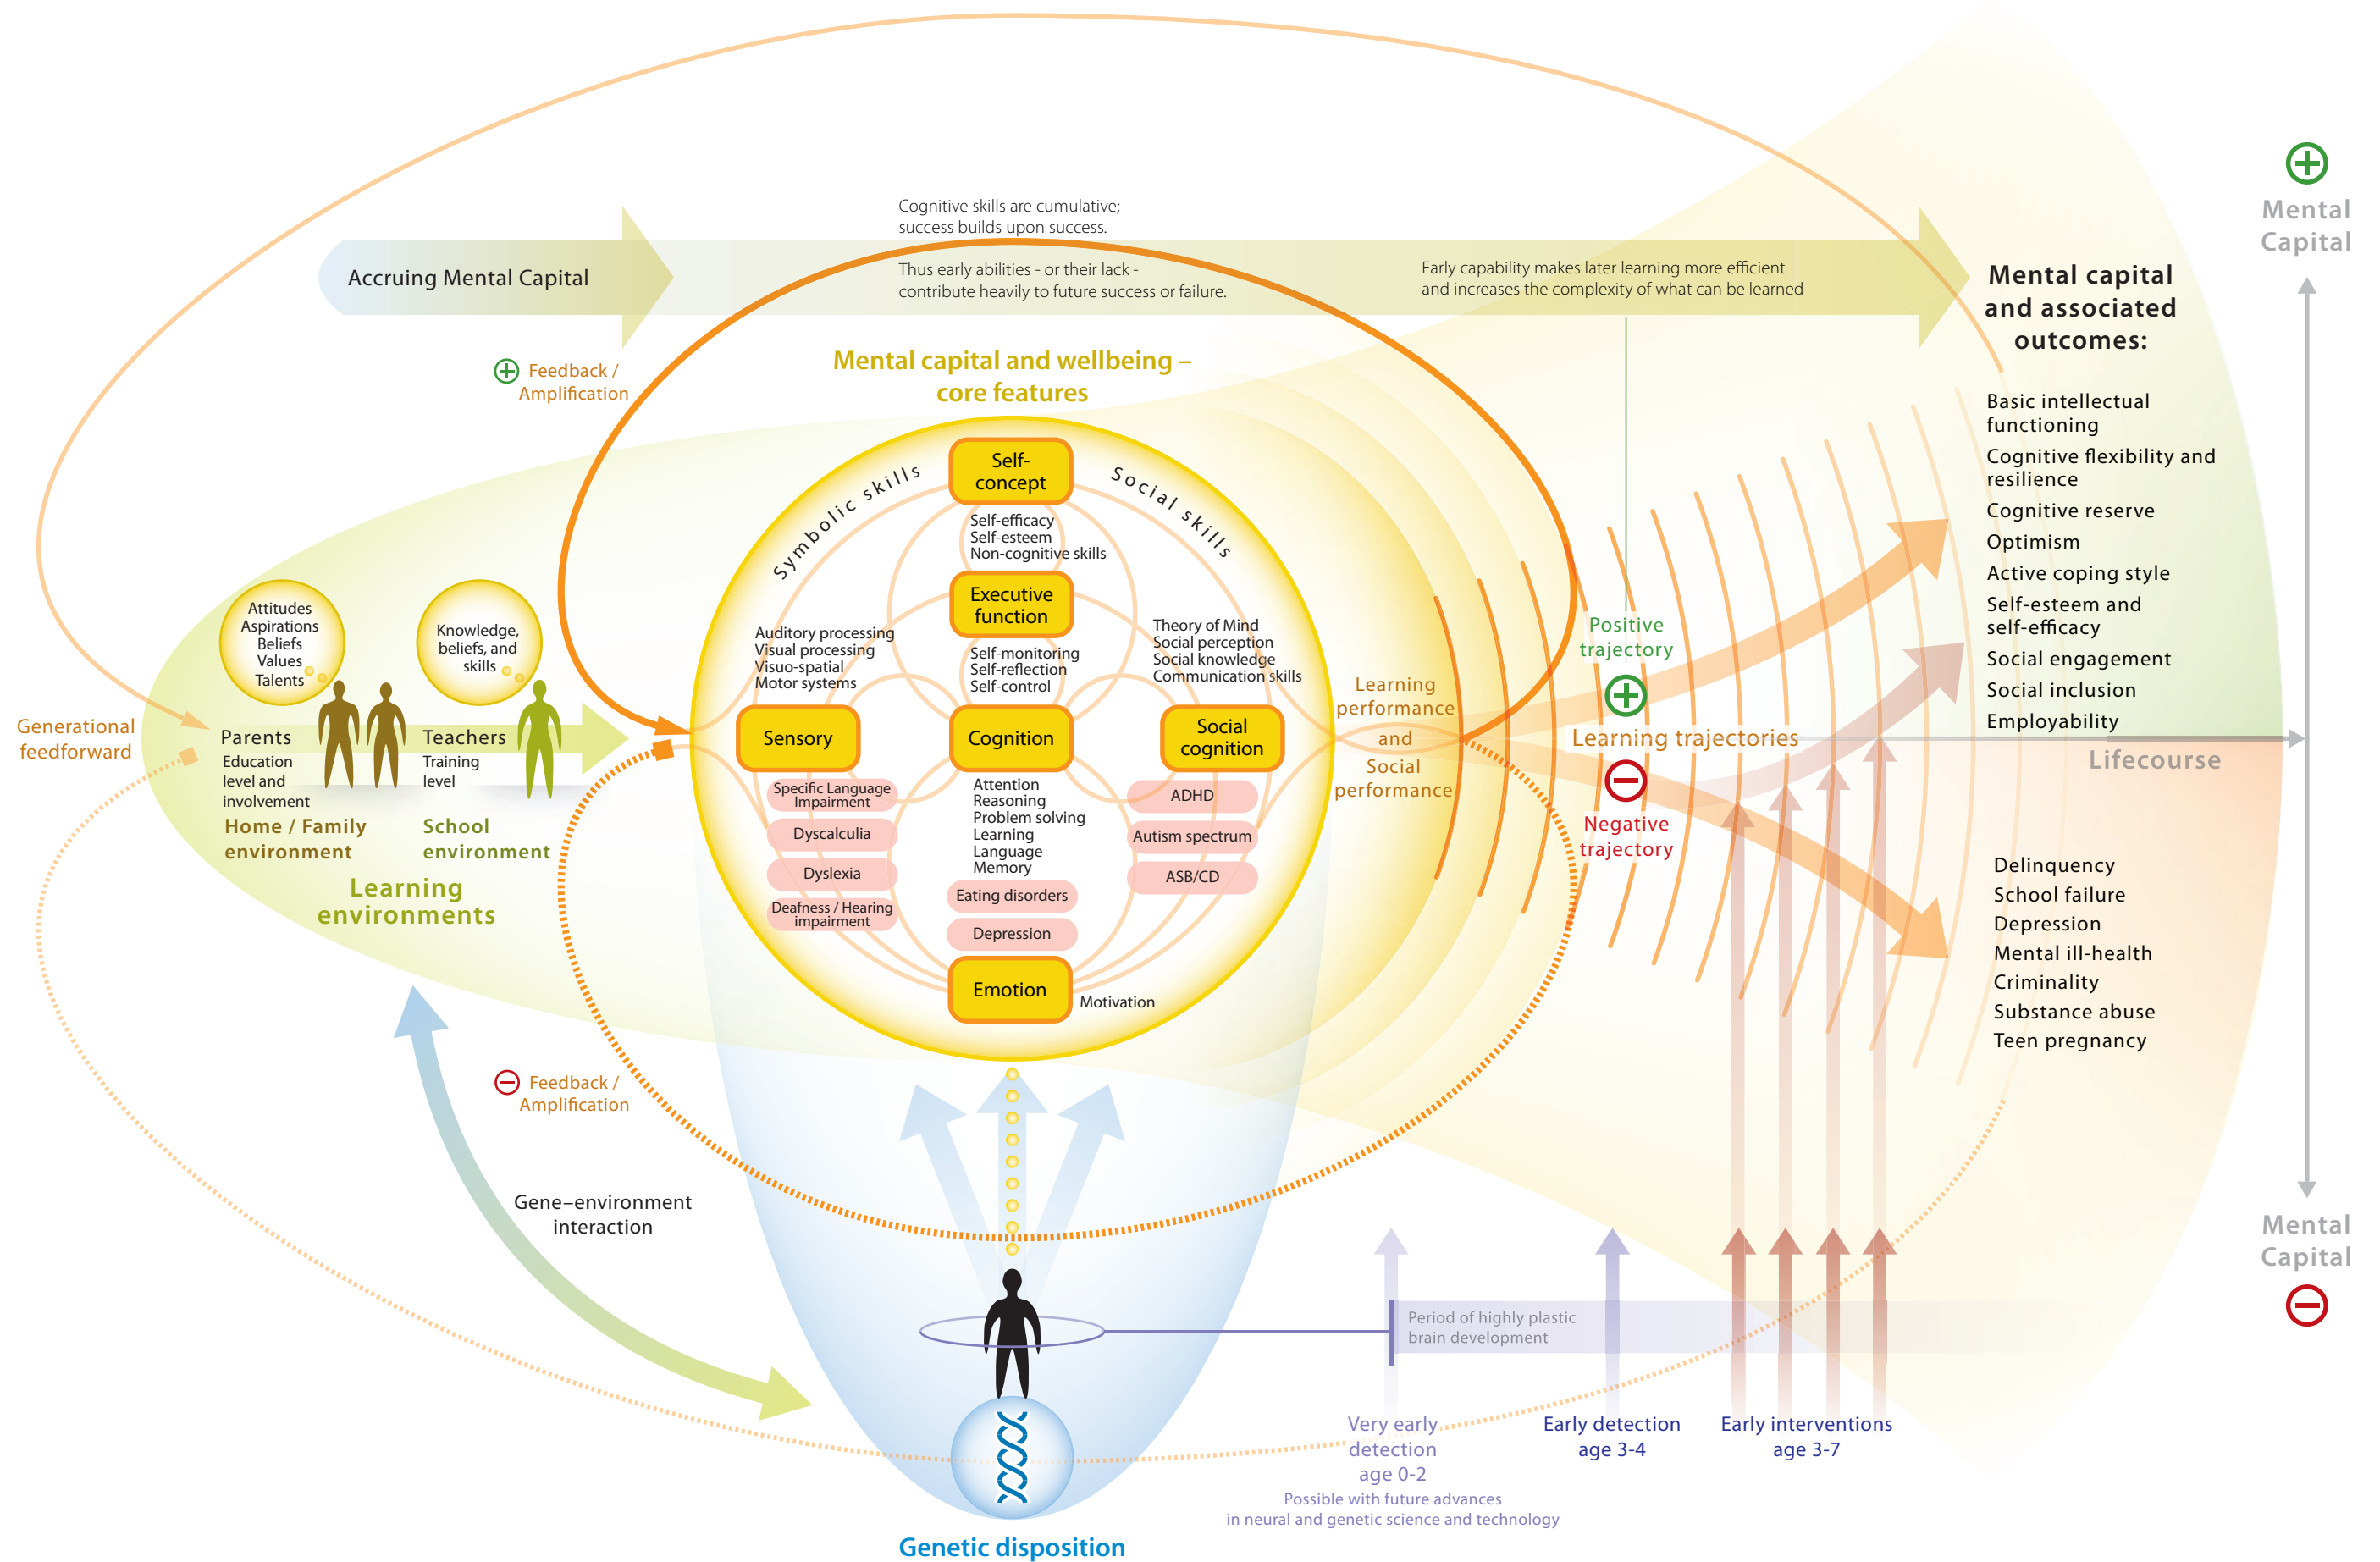 Cognitive skills are cumulative;
success builds upon success.
Accruing Mental Capital
Thus early abilities - or their lack -
contribute heavily to future success or failure.
Early capability makes later learning more efficient
and increases the complexity of what can be learned
Mental
Capital
Mental capital
and associated
outcomes:
Feedback /
Amplification
Mental capital and wellbeing –
core features
Basic intellectual
functioning
Cognitive flexibility and
resilience
Cognitive reserve
Optimism
Active coping style
Self-esteem and
self-efficacy
Social engagement
Social inclusion
Employability
Symbolic skills
Social skills
Self-
concept
Self-efficacy
Self-esteem
Non-cognitive skills
Executive
function
Self-monitoring
Self-reflection
Self-control
Auditory processing
Visual processing
Visuo-spatial
Motor systems
Theory of Mind
Social perception
Social knowledge
Communication skills
Sensory
Cognition
Social
cognition
Specific Language
Impairment
Dyscalculia
Dyslexia
Deafness / Hearing
impairment
Attention
Reasoning
Problem solving
Learning
Language
Memory
Eating disorders
Depression
ADHD
Autism spectrum
ASB/CD
Emotion
Motivation
Attitudes
Aspirations
Beliefs
Values
Talents
Knowledge,
beliefs, and
skills
Generational
feedforward
Parents
Education
level and
involvement
Teachers
Training
level
Home / Family
environment
School
environment
Learning
environments
Learning
performance
and
Social
performance
Positive
trajectory
Learning trajectories
Negative
trajectory
Lifecourse
Delinquency
School failure
Depression
Mental ill-health
Criminality
Substance abuse
Teen pregnancy
Feedback /
Amplification
Gene–environment
interaction
Mental
Capital
Period of highly plastic
brain development
Very early
detection
age 0-2
Possible with future advances
in neural and genetic science and technology
Early detection
age 3-4
Early interventions
age 3-7
Genetic disposition